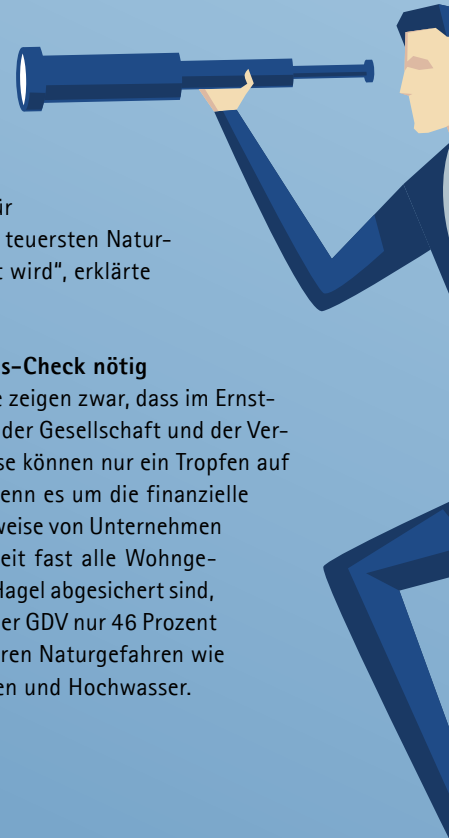 ür
teuersten Natur-
t wird", erklärte
s-Check nötig
e zeigen zwar, dass im Ernst-
der Gesellschaft und der Ver-
se können nur ein Tropfen auf
enn es um die finanzielle
weise von Unternehmen
eit fast alle Wohnge-
Hagel abgesichert sind,
er GDV nur 46 Prozent
ren Naturgefahren wie
en und Hochwasser.